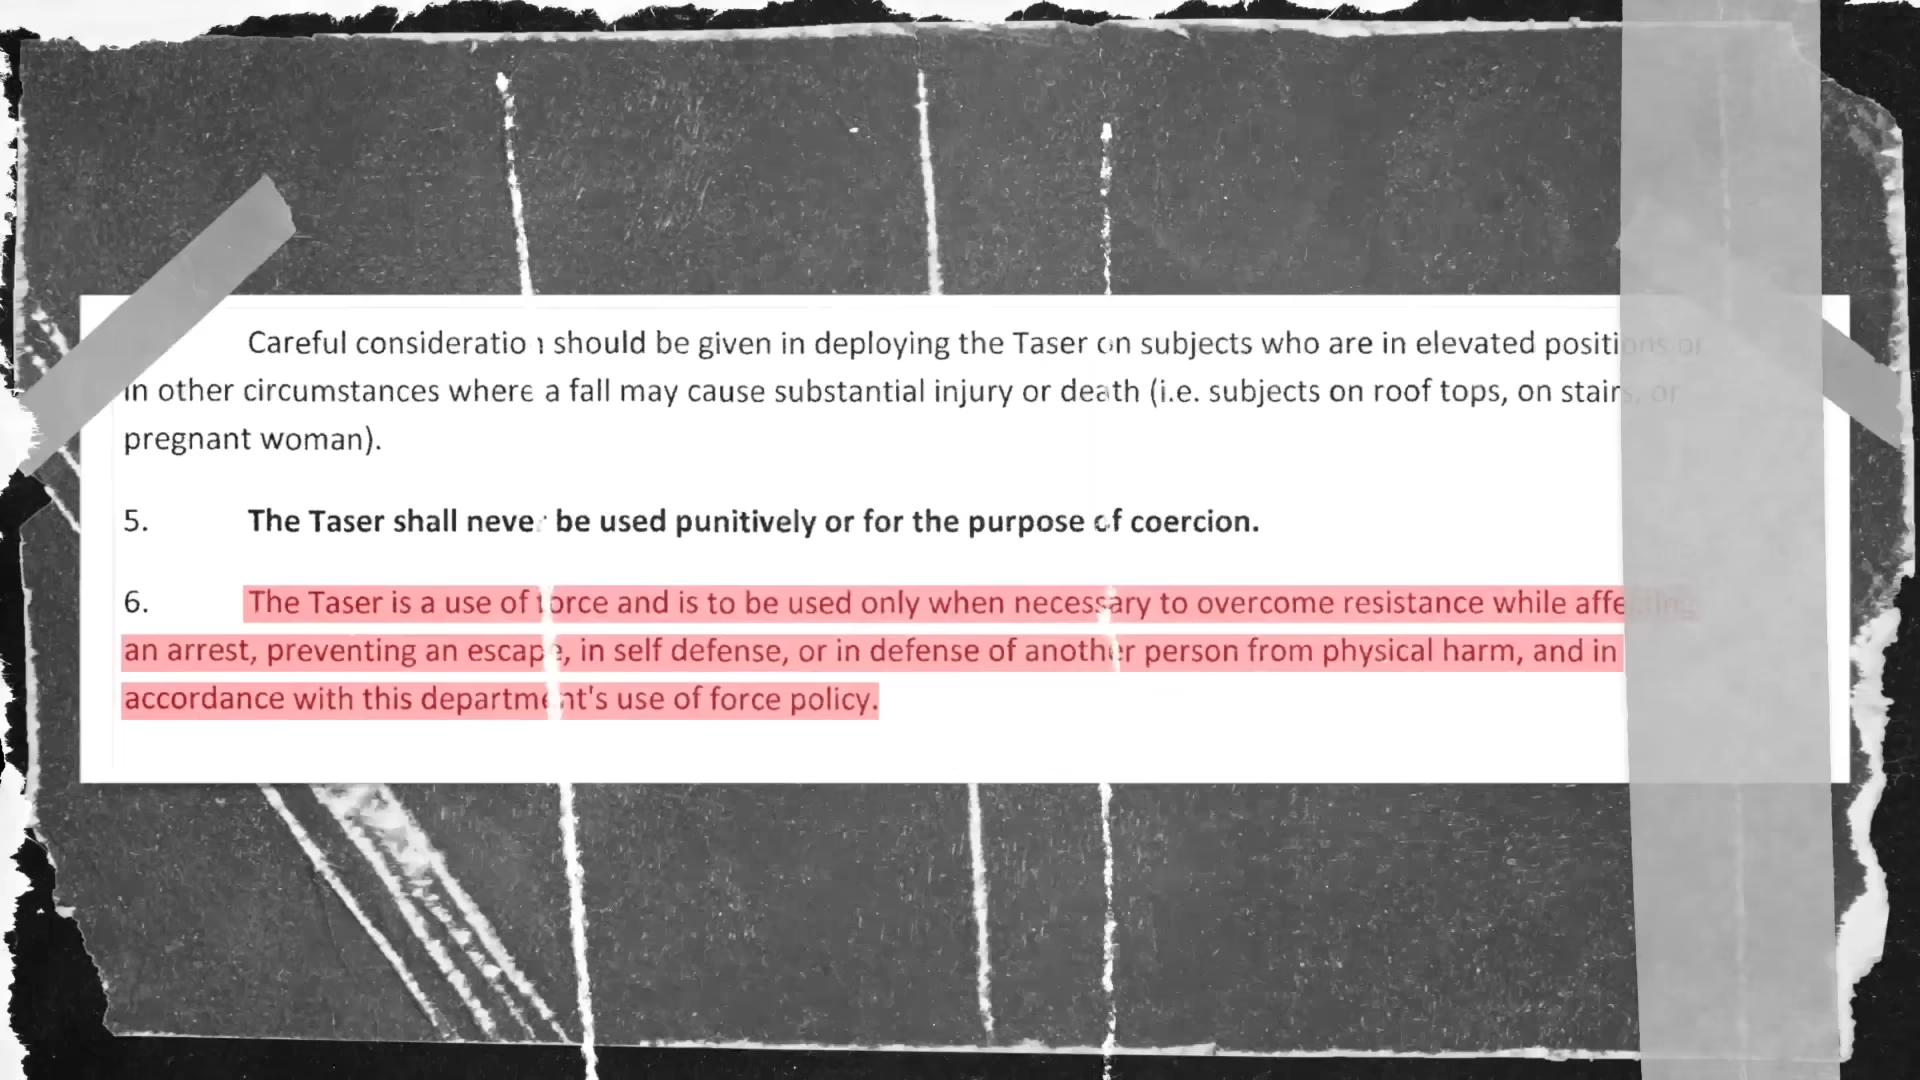 Careful consideration should be given in deploying the Taser on subjects who are in elevated positions or
in other circumstances where a fall may cause substantial injury or death (i.e. subjects on roof tops, on stairs, or
pregnant woman).
5. The Taser shall never be used punitively or for the purpose of coercion.
6. The Taser is a use of force and is to be used only when necessary to overcome resistance while affecting
an arrest, preventing an escape, in self defense, or in defense of another person from physical harm, and in
accordance with this department's use of force policy.